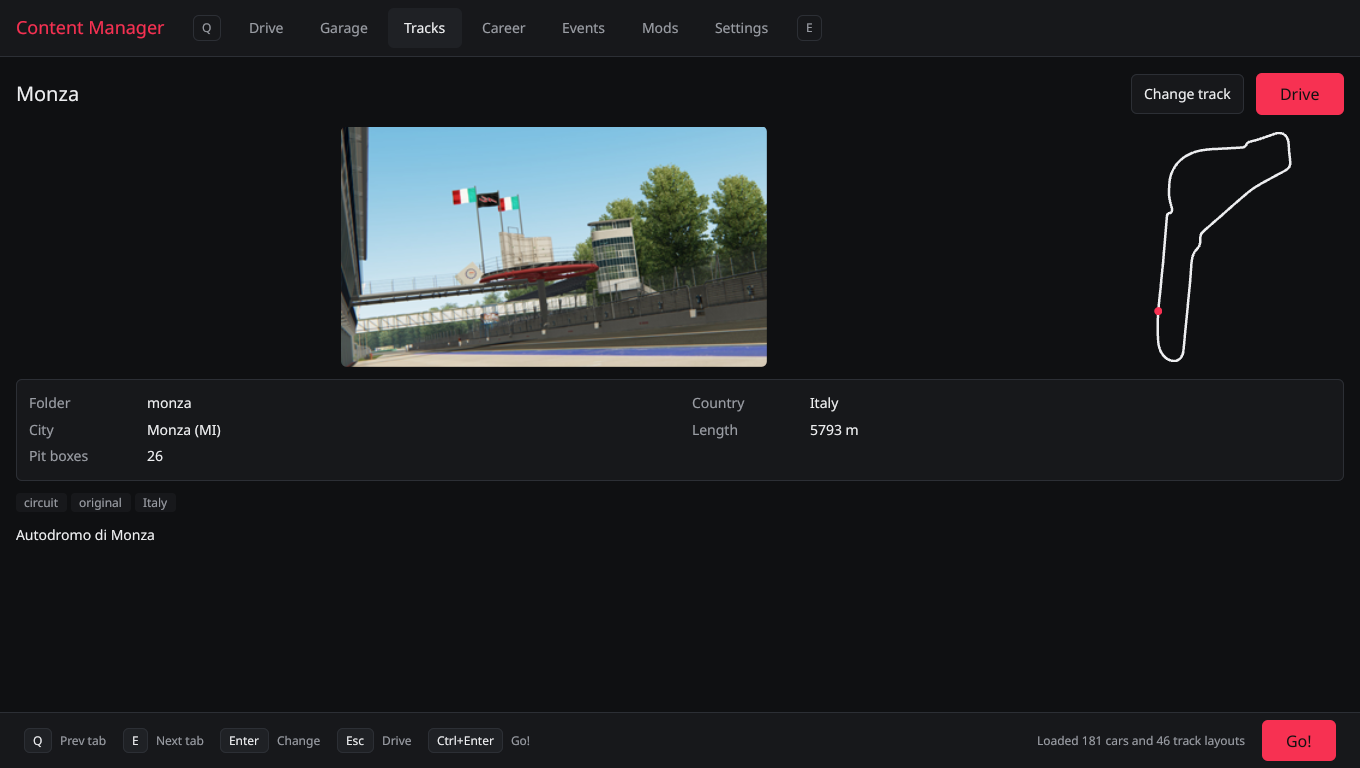 Content Manager Q Drive Garage Tracks Career Events Mods Settings E
Monza Change track Drive
Folder monza Country Italy
City Monza (MI) Length 5793 m
Pit boxes 26
circuit original Italy
Autodromo di Monza
Q Prev tab E Next tab Enter Change Esc Drive Ctrl+Enter Go! Loaded 181 cars and 46 track layouts Go!